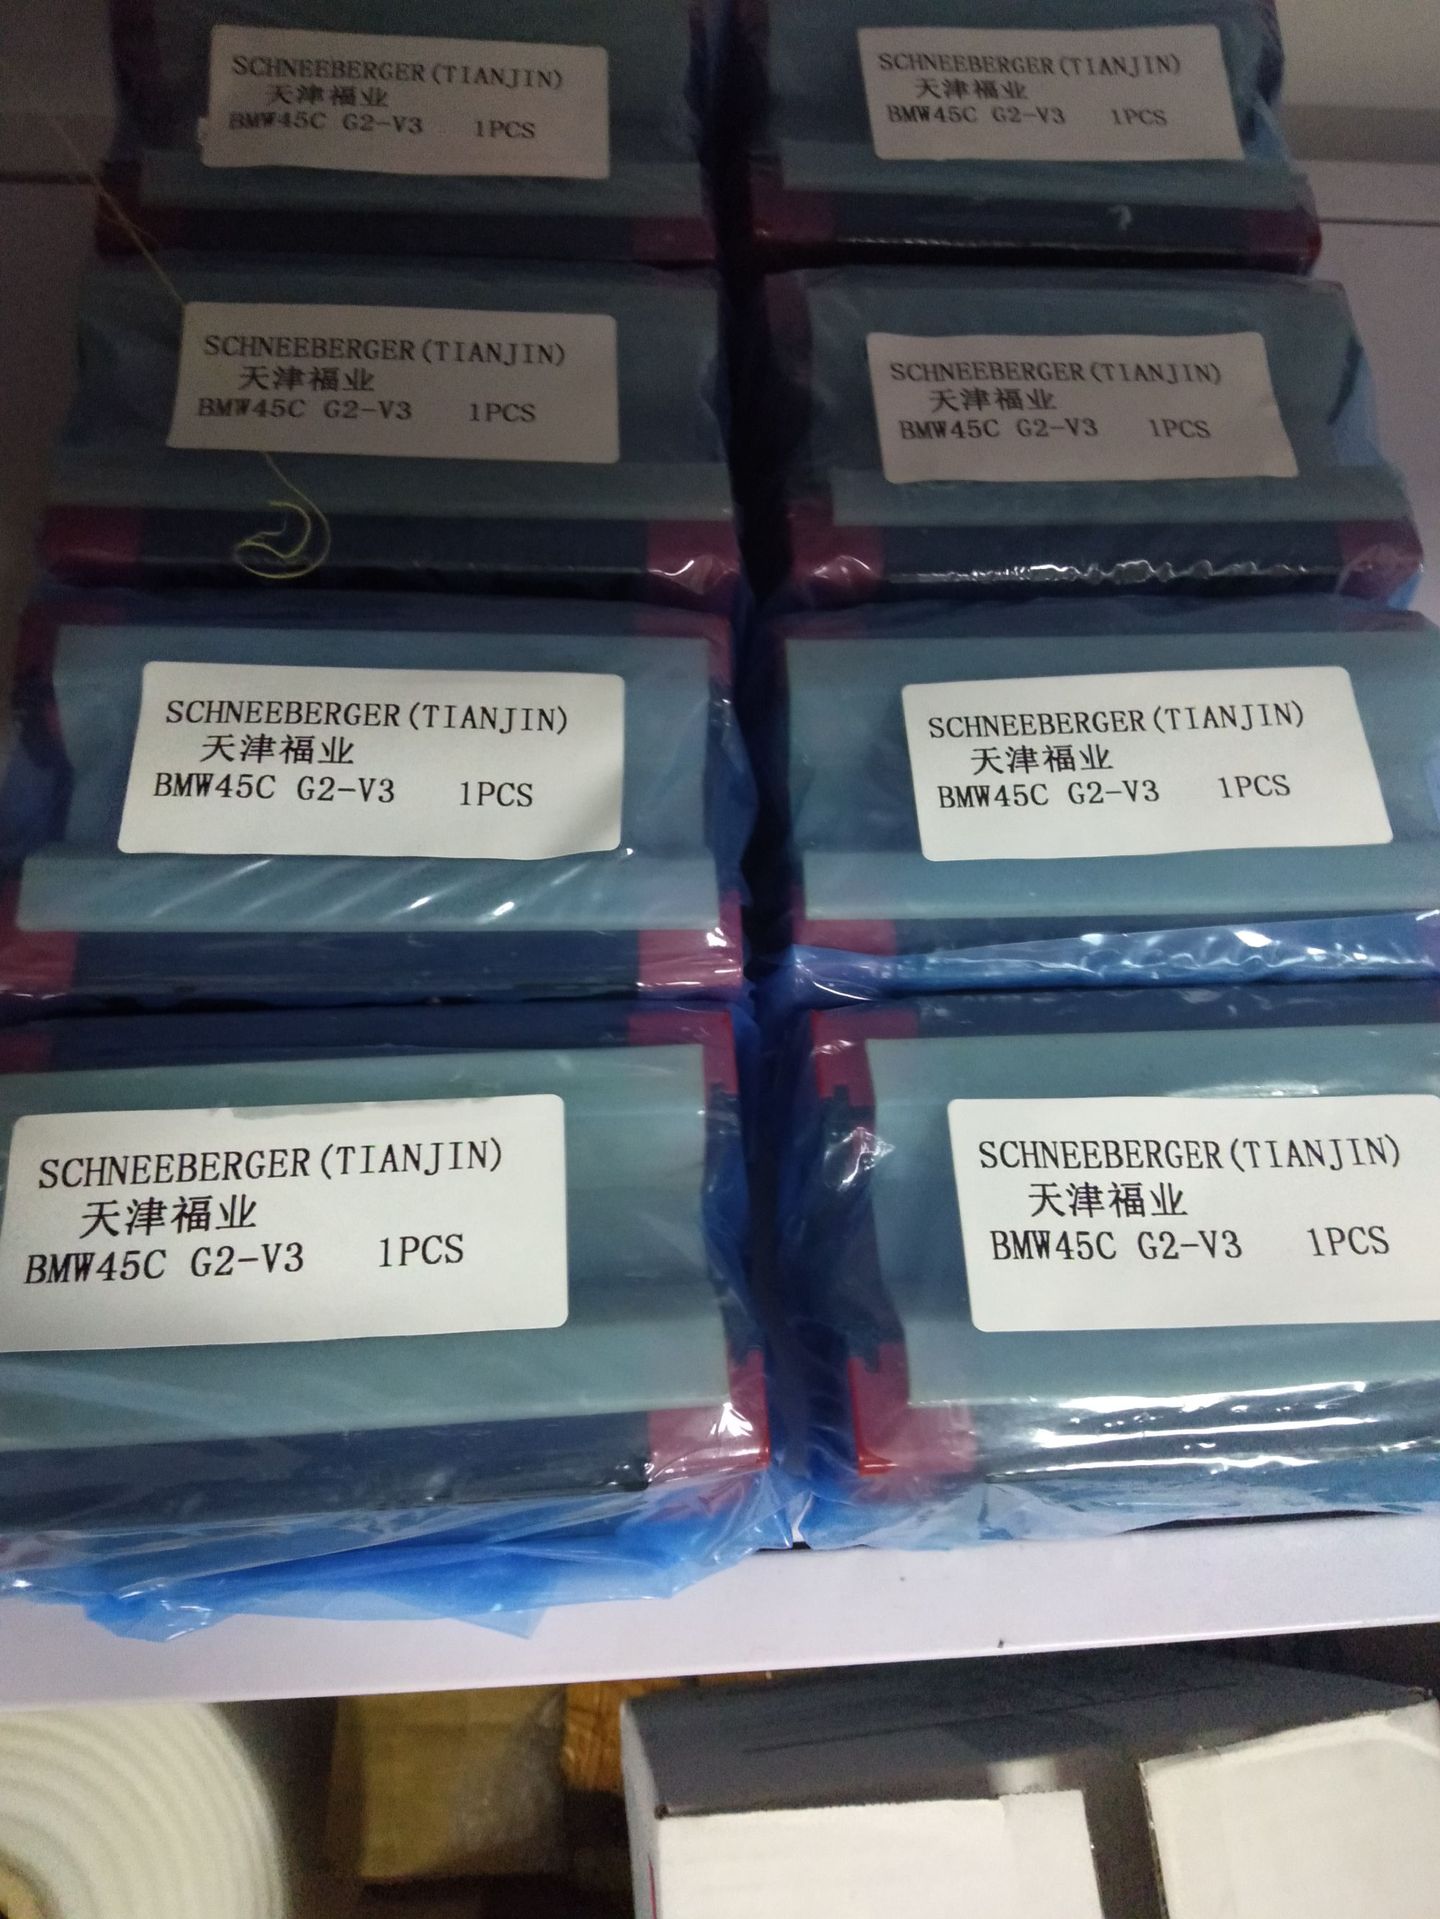 SCHNEEBERGER(TIANJIN)
天津福业
BMW45C G2-V3 1PCS
SCHNEEBERGER(TIANJIN)
天津福业
BMW45C G2-V3 1PCS
SCHNEEBERGER(TIANJIN)
天津福业
BMW45C G2-V3 1PCS
SCHNEEBERGER(TIANJIN)
天津福业
BMW45C G2-V3 1PCS
SCHNEEBERGER(TIANJIN)
天津福业
BMW45C G2-V3 1PCS
SCHNEEBERGER(TIANJIN)
天津福业
BMW45C G2-V3 1PCS
SCHNEEBERGER(TIANJIN)
天津福业
BMW45C G2-V3 1PCS
SCHNEEBERGER(TIANJIN)
天津福业
BMW45C G2-V3 1PCS